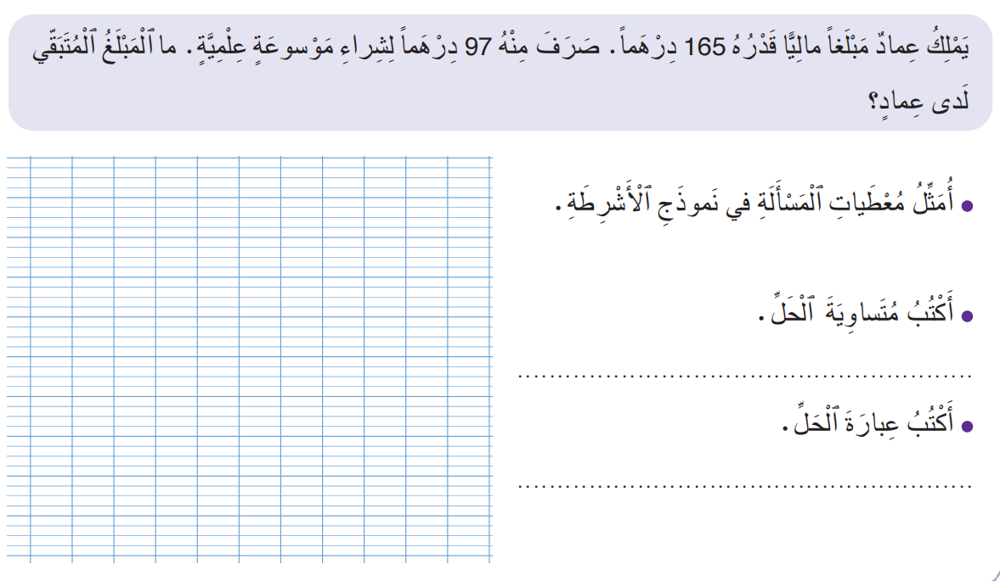 يَمْلِكُ عِمادٌ مَبْلَغاً مالِيًّا قَدْرُهُ 165 دِرْهَماً. صَرَفَ مِنْهُ 97 دِرْهَماً لِشِراءِ مَوْسوعَةٍ عِلْمِيَّةٍ. ما ٱلْمَبْلَغُ ٱلْمُتَبَقّي
لَدى عِمادٍ؟
• أُمَثِّلُ مُعْطَياتِ ٱلْمَسْأَلَةِ في نَموذَجِ ٱلْأَشْرِطَةِ.
• أَكْتُبُ مُتَساوِيَةَ ٱلْحَلِّ.
......................................................
• أَكْتُبُ عِبارَةَ ٱلْحَلِّ.
......................................................